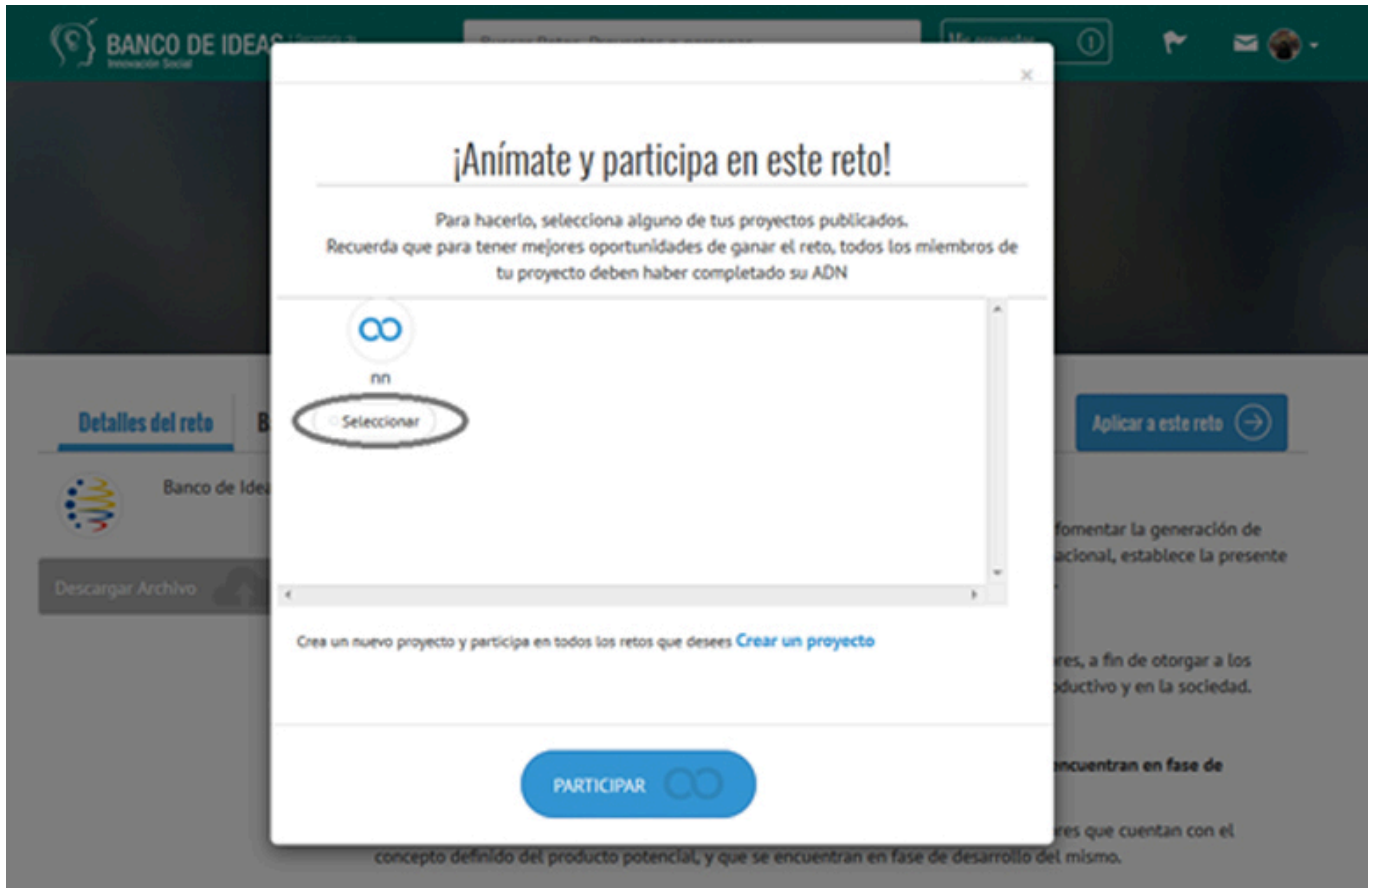 BANCO DE IDEAS
Innovación Social
¡Anímate y participa en este reto!
Para hacerlo, selecciona alguno de tus proyectos publicados.
Recuerda que para tener mejores oportunidades de ganar el reto, todos los miembros de
tu proyecto deben haber completado su ADN
nn
Seleccionar
Crea un nuevo proyecto y participa en todos los retos que desees Crear un proyecto
PARTICIPAR
Detalles del reto
Aplicar a este reto
Banco de Idea
Descargar Archivo
fomentar la generación de
acional, establece la presente
res, a fin de otorgar a los
oductivo y en la sociedad.
encuentran en fase de
res que cuentan con el
concepto definido del producto potencial, y que se encuentran en fase de desarrollo del mismo.